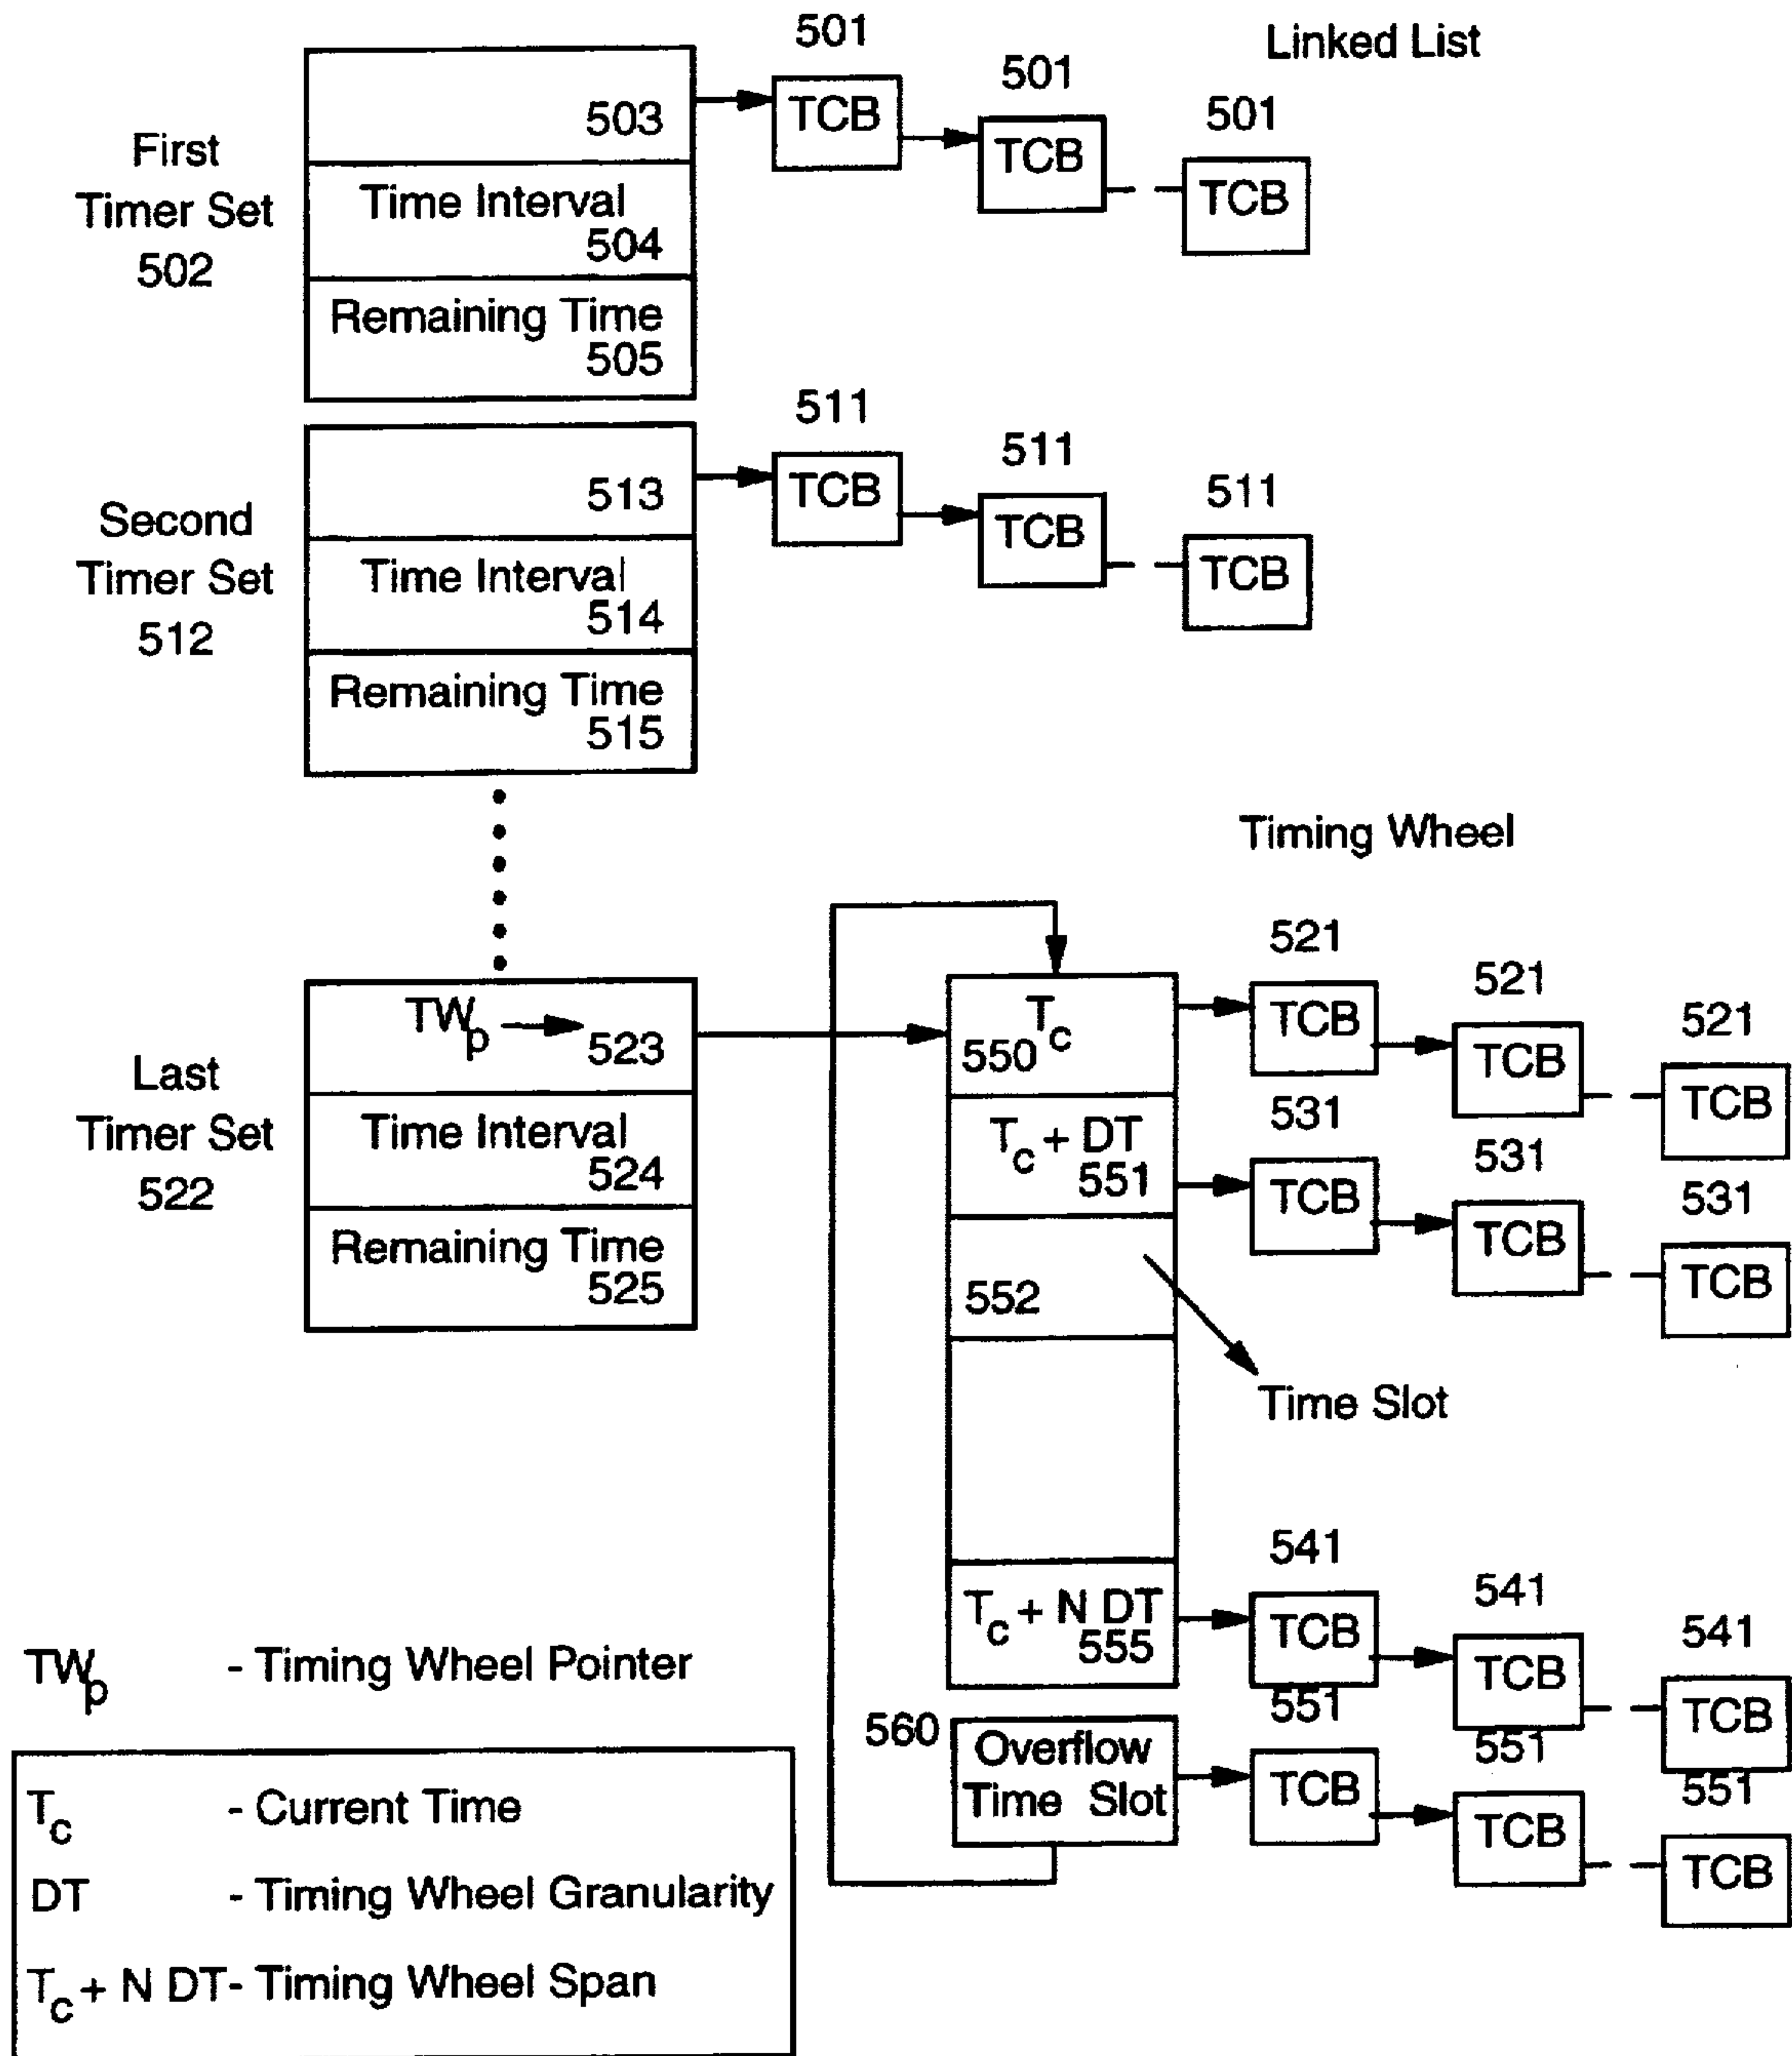 501
Linked List
501
501
503
TCB
TCB
TCB
First
Timer Set
502
Time Interval
504
Remaining Time
505
511
511
511
513
TCB
TCB
TCB
Second
Timer Set
512
Time Interval
514
Remaining Time
515
Timing Wheel
521
521
521
TWp
523
Tc
550
TCB
TCB
TCB
Last
Timer Set
522
Time Interval
524
Remaining Time
525
531
531
531
Tc + DT
551
TCB
TCB
TCB
552
Time Slot
541
541
541
Tc + N DT
555
TCB
TCB
TCB
551
551
551
560
Overflow
Time Slot
TCB
TCB
TCB
TWp - Timing Wheel Pointer
Tc - Current Time
DT - Timing Wheel Granularity
Tc + N DT - Timing Wheel Span